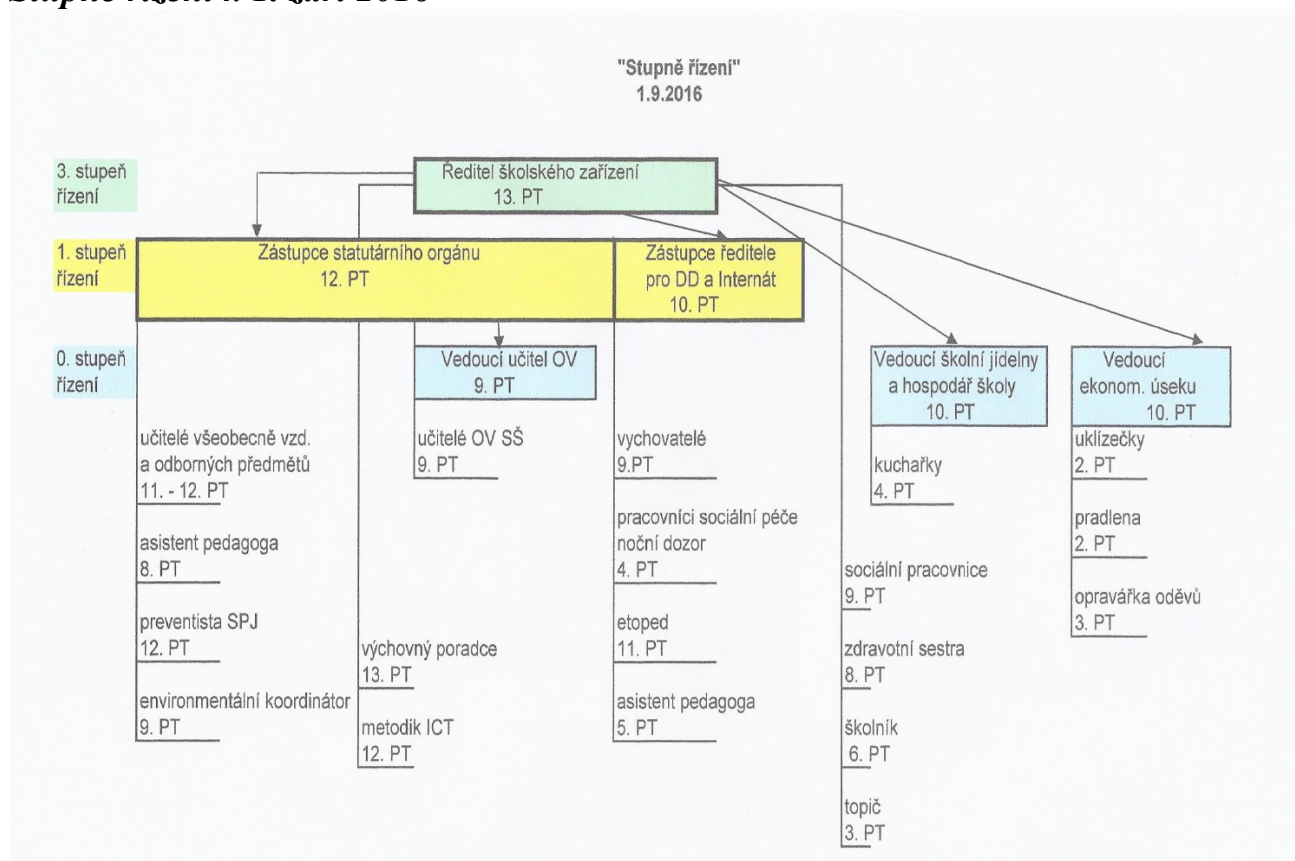 "Stupně řízení"
1.9.2016
3. stupeň
řízení
Ředitel školského zařízení
13. PT
1. stupeň
řízení
Zástupce statutárního orgánu
12. PT
Zástupce ředitele
pro DD a Internát
10. PT
0. stupeň
řízení
Vedoucí učitel OV
9. PT
Vedoucí školní jídelny
a hospodář školy
10. PT
Vedoucí
ekonom. úseku
10. PT
učitelé všeobecně vzd.
a odborných předmětů
11. - 12. PT
asistent pedagoga
8. PT
preventista SPJ
12. PT
environmentální koordinátor
9. PT
výchovný poradce
13. PT
metodik ICT
12. PT
učitelé OV SŠ
9. PT
vychovatelé
9.PT
pracovníci sociální péče
noční dozor
4. PT
etoped
11. PT
asistent pedagoga
5. PT
sociální pracovnice
9. PT
zdravotní sestra
8. PT
školník
6. PT
topič
3. PT
kuchařky
4. PT
uklízečky
2. PT
pradlena
2. PT
opravářka oděvů
3. PT